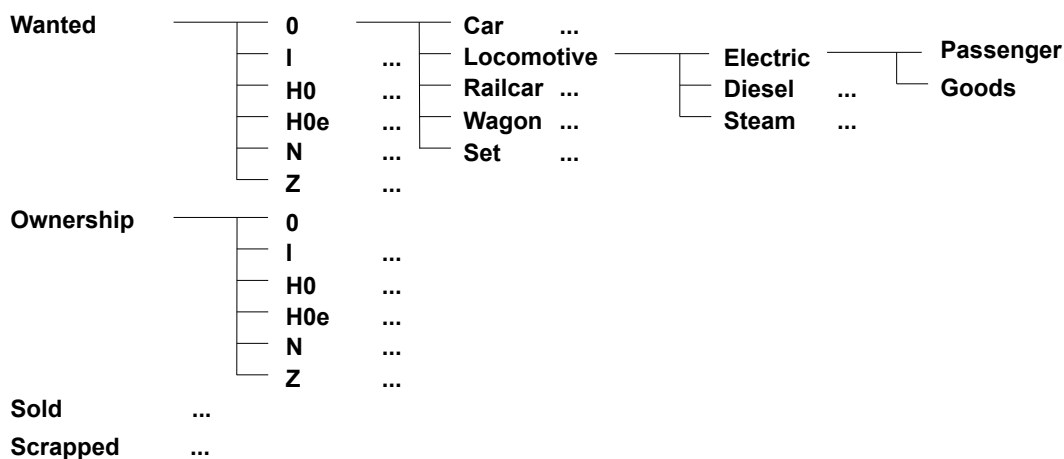 Wanted 0 Car ...
I ... Locomotive Electric Passenger
H0 ... Railcar ... Diesel ... Goods
H0e ... Wagon ... Steam ...
N ... Set ...
Z ...
Ownership 0
I ...
H0 ...
H0e ...
N ...
Z ...
Sold ...
Scrapped ...